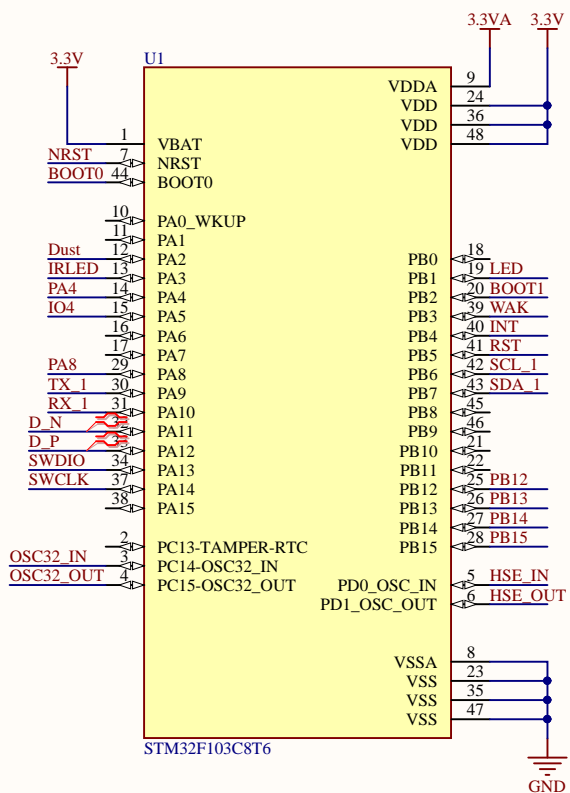 3.3VA
3.3V
3.3V
U1
VDDA 9
VDD 24
VDD 36
1 VBAT
VDD 48
NRST 7 NRST
BOOT0 44 BOOT0
10 PA0_WKUP
11 PA1
Dust 12 PA2
PB0 18
IRLED 13 PA3
PB1 19 LED
PA4 14 PA4
PB2 20 BOOT1
IO4 15 PA5
PB3 39 WAK
16 PA6
PB4 40 INT
17 PA7
PB5 41 RST
PA8 29 PA8
PB6 42 SCL_1
TX_1 30 PA9
PB7 43 SDA_1
RX_1 31 PA10
PB8 45
D_N PA11
PB9 46
D_P PA12
PB10 21
SWDIO 34 PA13
PB11 22
SWCLK 37 PA14
PB12 25 PB12
38 PA15
PB13 26 PB13
PB14 27 PB14
2 PC13-TAMPER-RTC
PB15 28 PB15
OSC32_IN 3 PC14-OSC32_IN
OSC32_OUT 4 PC15-OSC32_OUT
PD0_OSC_IN 5 HSE_IN
PD1_OSC_OUT 6 HSE_OUT
VSSA 8
VSS 23
VSS 35
VSS 47
STM32F103C8T6
GND